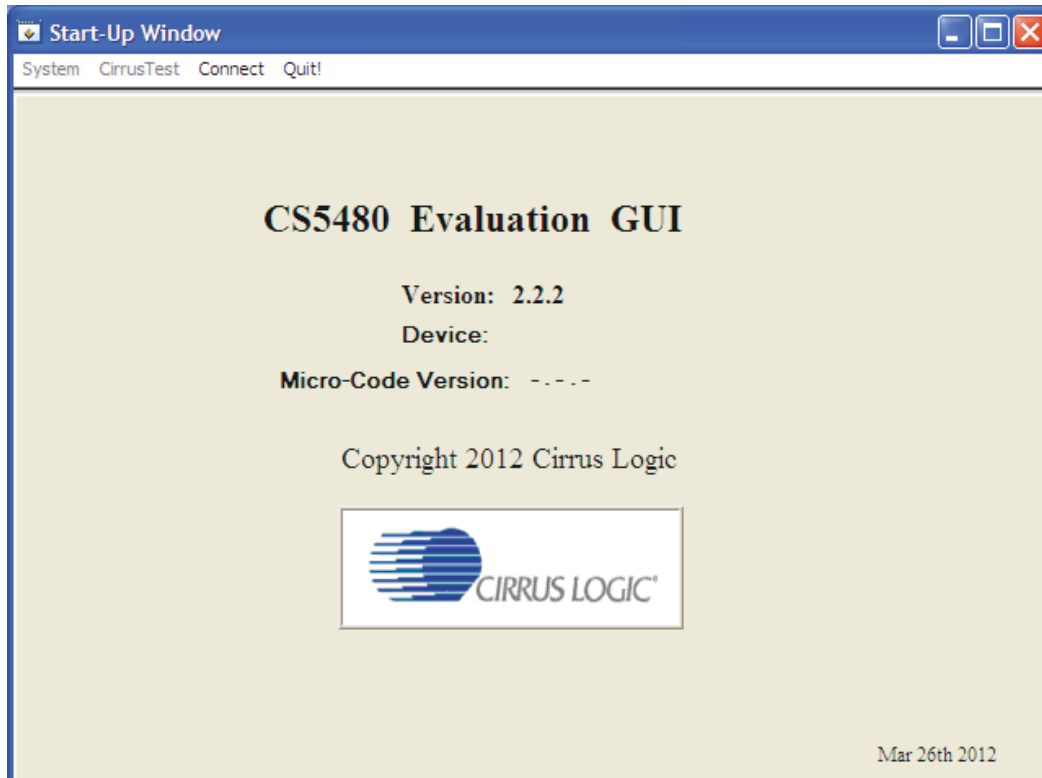 Start-Up Window
System CirrusTest Connect Quit!
CS5480 Evaluation GUI
Version: 2.2.2
Device:
Micro-Code Version: -.-.-
Copyright 2012 Cirrus Logic
CIRRUS LOGIC®
Mar 26th 2012